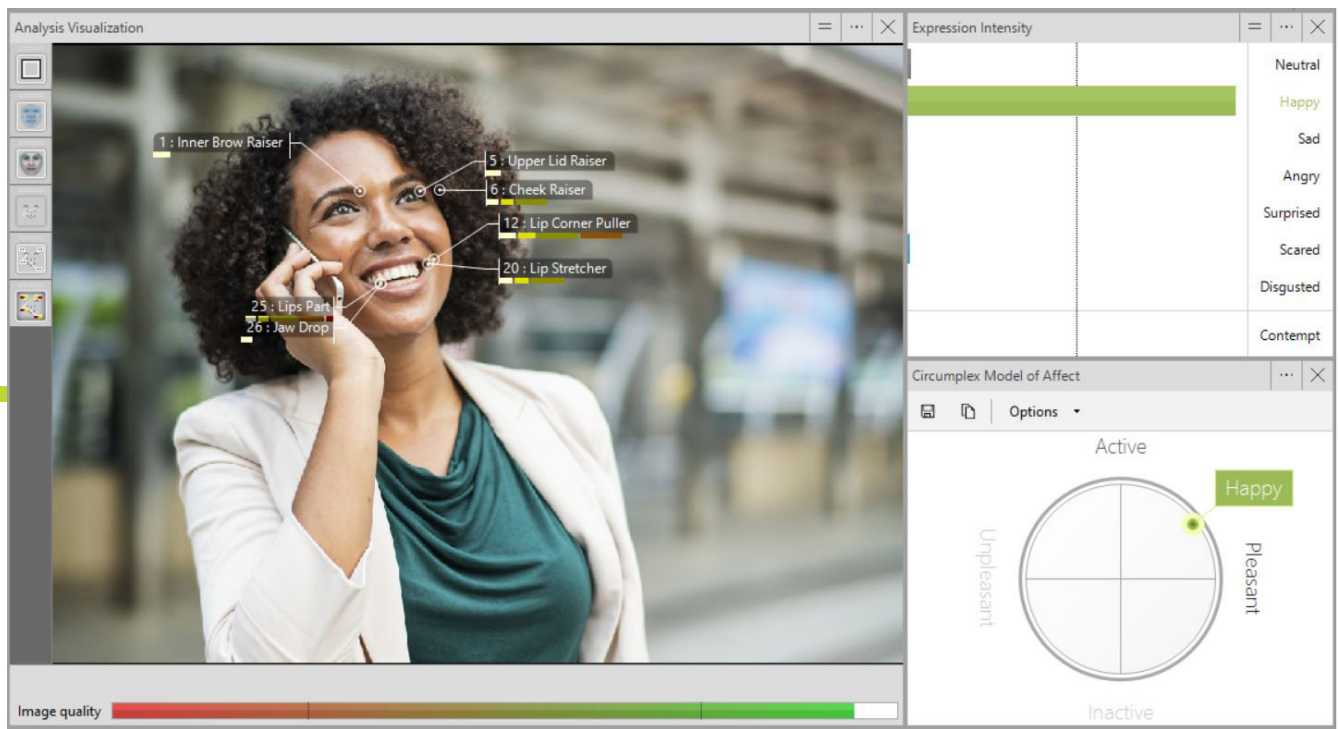 Analysis Visualization
1 : Inner Brow Raiser
5 : Upper Lid Raiser
6 : Cheek Raiser
12 : Lip Corner Puller
20 : Lip Stretcher
25 : Lips Part
26 : Jaw Drop
Image quality
Expression Intensity
Neutral
Happy
Sad
Angry
Surprised
Scared
Disgusted
Contempt
Circumplex Model of Affect
Options
Active
Happy
Unpleasant
Pleasant
Inactive